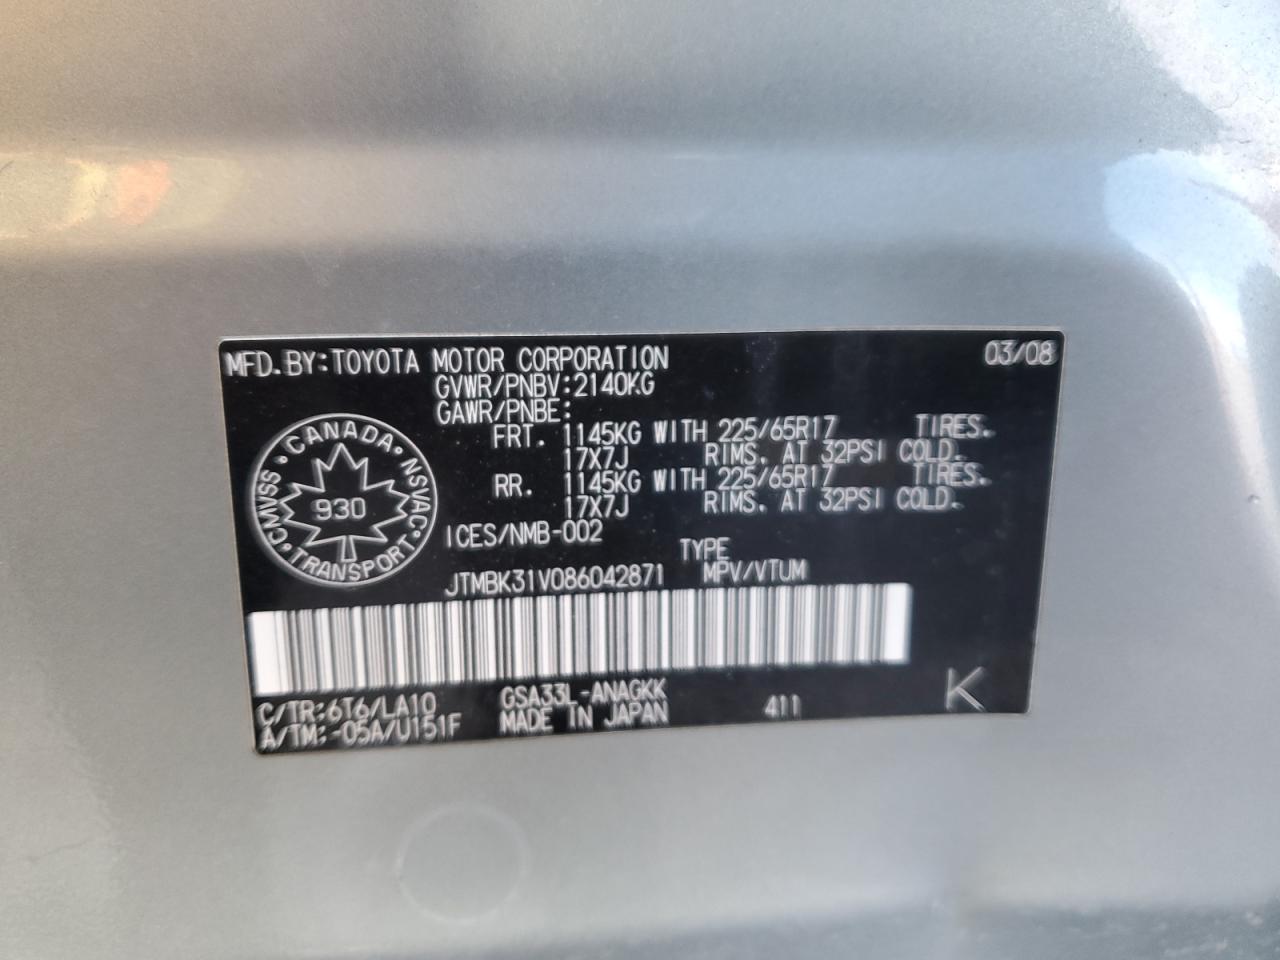 MFD.BY:TOYOTA MOTOR CORPORATION 03/08
GVWR/PNBV:2140KG
GAWR/PNBE:
FRT. 1145KG WITH 225/65R17 TIRES.
17X7J RIMS. AT 32PSI COLD.
RR. 1145KG WITH 225/65R17 TIRES.
17X7J RIMS. AT 32PSI COLD.
CANADA • NSVAC • TRANSPORT • CMVSS •
930
ICES/NMB-002
TYPE
JTMBK31V086042871 MPV/VTUM
C/TR:6T6/LA10 GSA33L-ANAGKK
A/TM:-05A/U151F MADE IN JAPAN 411 K